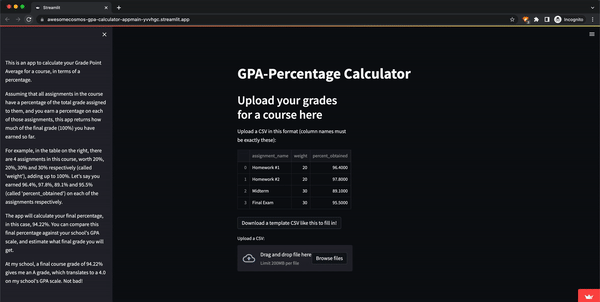 Streamlit
awesomecosmos-gpa-calculator-appmain-yvvhgc.streamlit.app
Incognito
This is an app to calculate your Grade Point
Average for a course, in terms of a
percentage.
Assuming that all assignments in the course
have a percentage of the total grade assigned
to them, and you earn a percentage on each
of those assignments, this app returns how
much of the final grade (100%) you have
earned so far.
For example, in the table on the right, there
are 4 assignments in this course, worth 20%,
20%, 30% and 30% respectively (called
'weight'), adding up to 100%. Let's say you
earned 96.4%, 97.8%, 89.1% and 95.5%
(called 'percent_obtained') on each of the
assignments respectively.
The app will calculate your final percentage,
in this case, 94.22%. You can compare this
final percentage against your school's GPA
scale, and estimate what final grade you will
get.
At my school, a final course grade of 94.22%
gives me an A grade, which translates to a 4.0
on my school's GPA scale. Not bad!
GPA-Percentage Calculator
Upload your grades
for a course here
Upload a CSV in this format (column names must
be exactly these):
assignment_name weight percent_obtained
0 Homework #1 20 96.4000
1 Homework #2 20 97.8000
2 Midterm 30 89.1000
3 Final Exam 30 95.5000
Download a template CSV like this to fill in!
Upload a CSV:
Drag and drop file here
Limit 200MB per file
Browse files